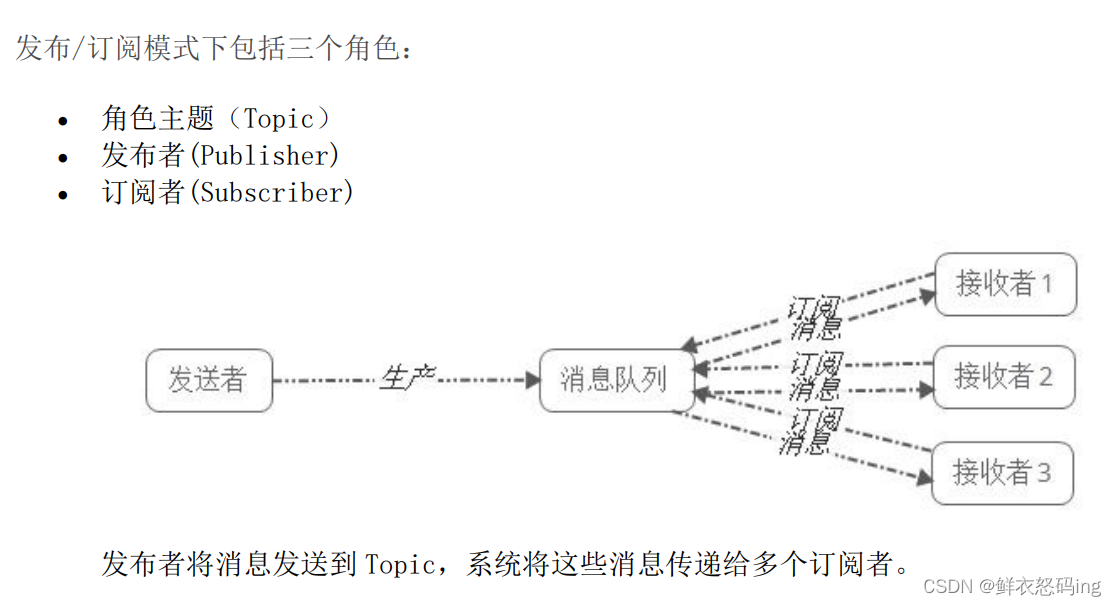 发布/订阅模式下包括三个角色：
角色主题（Topic）
发布者(Publisher)
订阅者(Subscriber)
接收者1
订阅
消息
发送者
生产
消息队列
订阅
消息
接收者2
订阅
消息
接收者3
发布者将消息发送到 Topic，系统将这些消息传递给多个订阅者。
CSDN @鲜衣怒码ing